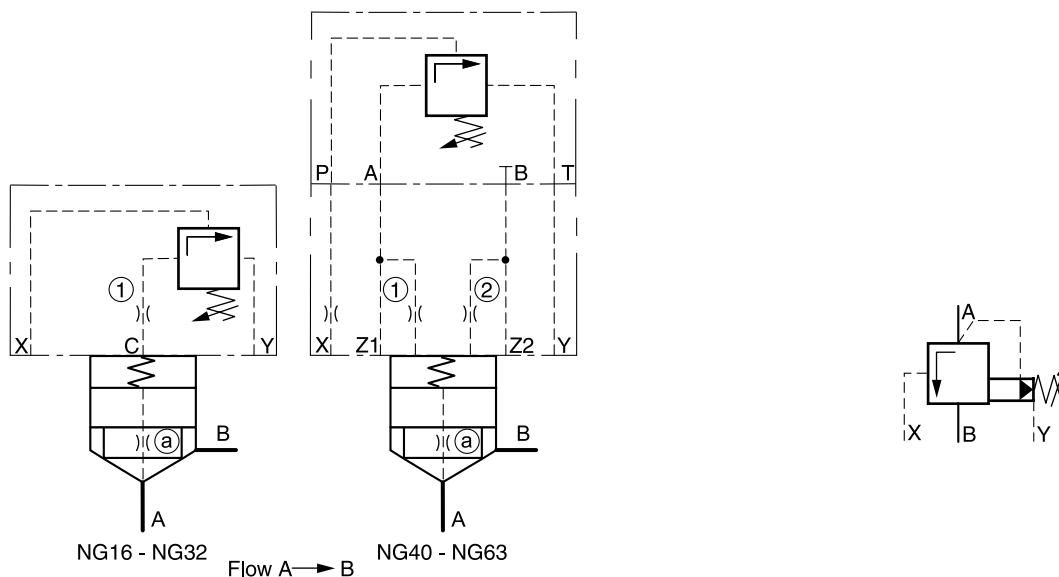 P A B T
1
X C Y
1 2
X Z1 Z2 Y
a B
a B
A
A
NG16 - NG32
NG40 - NG63
Flow A B
A
X B Y